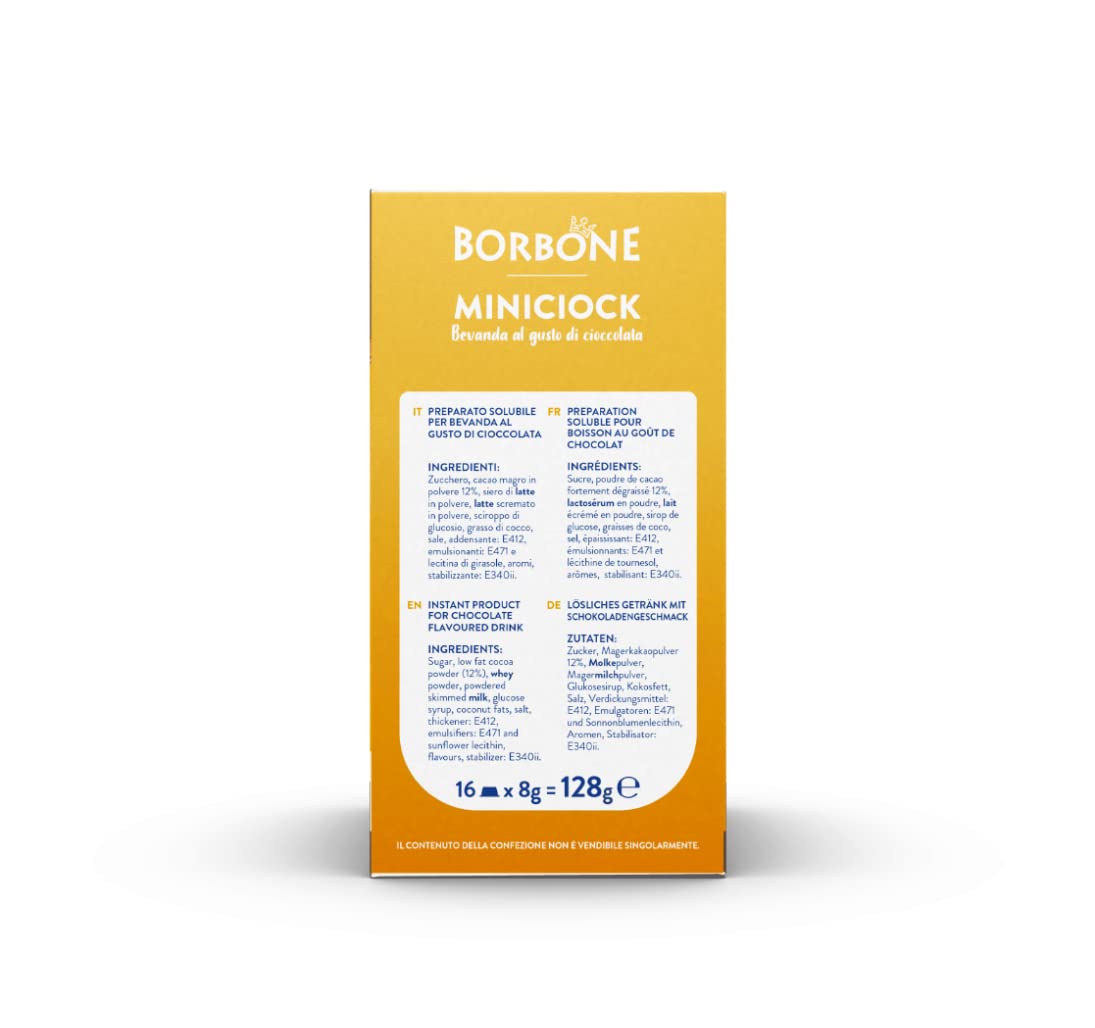 BORBONE
MINICIOCK
Bevanda al gusto di cioccolata
IT PREPARATO SOLUBILE
PER BEVANDA AL
GUSTO DI CIOCCOLATA
INGREDIENTI:
Zucchero, cacao magro in
polvere 12%, siero di latte
in polvere, latte scremato
in polvere, sciroppo di
glucosio, grasso di cocco,
sale, addensante: E412,
emulsionanti: E471 e
lecitina di girasole, aromi,
stabilizzante: E340ii.
FR PREPARATION
SOLUBLE POUR
BOISSON AU GOÛT DE
CHOCOLAT
INGRÉDIENTS:
Sucre, poudre de cacao
fortement dégraissé 12%,
lactosérum en poudre, lait
écrémé en poudre, sirop de
glucose, graisses de coco,
sel, épaississant: E412,
émulsionnants: E471 et
lécithine de tournesol,
arômes, stabilisant: E340ii.
EN INSTANT PRODUCT
FOR CHOCOLATE
FLAVOURED DRINK
INGREDIENTS:
Sugar, low fat cocoa
powder (12%), whey
powder, powdered
skimmed milk, glucose
syrup, coconut fats, salt,
thickener: E412,
emulsifiers: E471 and
sunflower lecithin,
flavours, stabilizer: E340ii.
DE LÖSLICHES GETRÄNK MIT
SCHOKOLADENGESCHMACK
ZUTATEN:
Zucker, Magerkakaopulver
12%, Molkepulver,
Magermilchpulver,
Glukosesirup, Kokosfett,
Salz, Verdickungsmittel:
E412, Emulgatoren: E471
und Sonnonblumenlecithin,
Aromen, Stabilisator:
E340ii.
16 x 8g = 128g ℮
IL CONTENUTO DELLA CONFEZIONE NON É VENDIBILE SINGOLARMENTE.